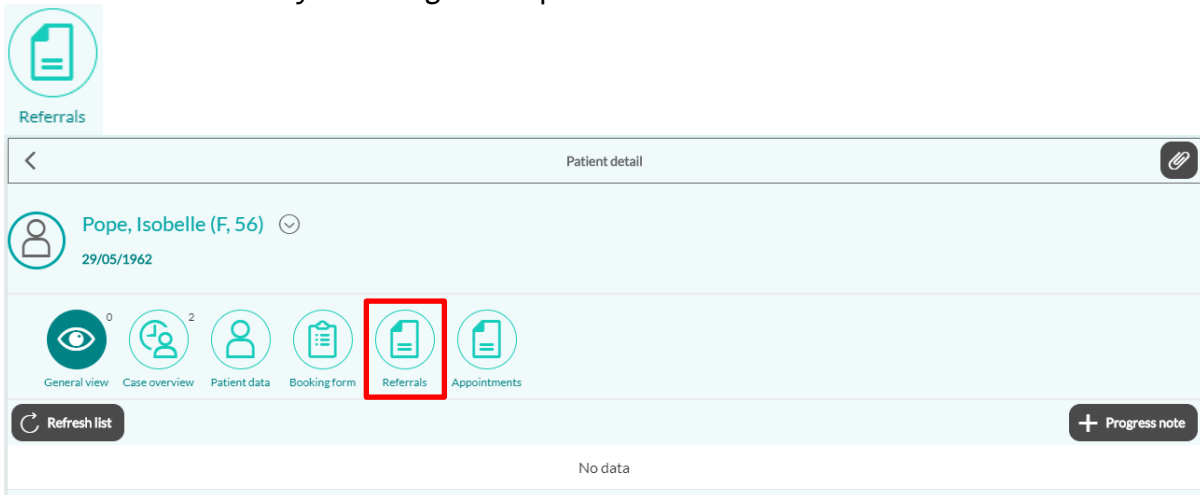 Referrals
Patient detail
Pope, Isobelle (F, 56)
29/05/1962
0
2
General view
Case overview
Patient data
Booking form
Referrals
Appointments
Refresh list
Progress note
No data